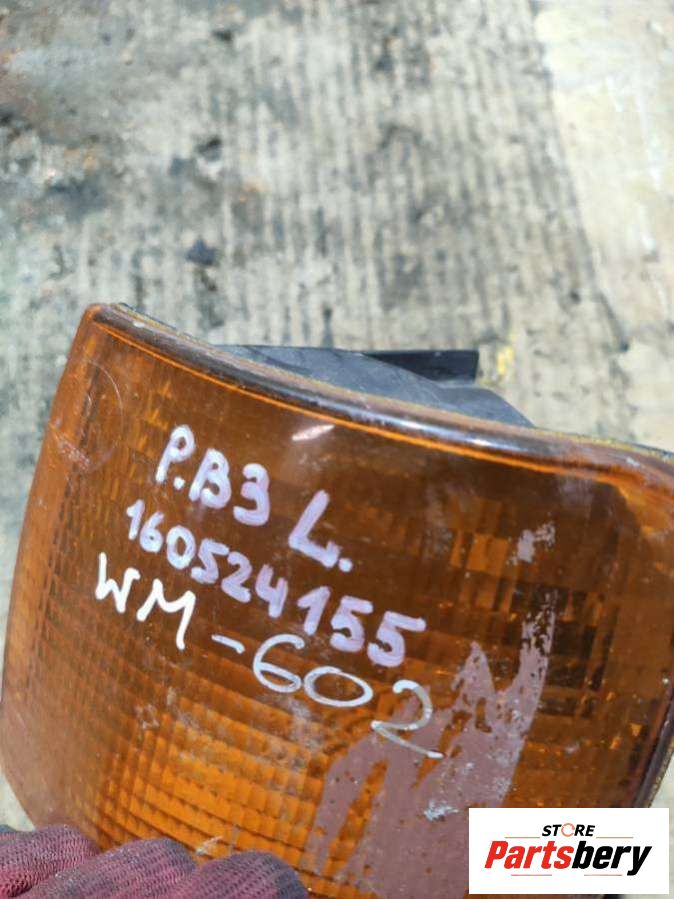 P.B3 L.
160524155
WM-602
STORE
Partsbery